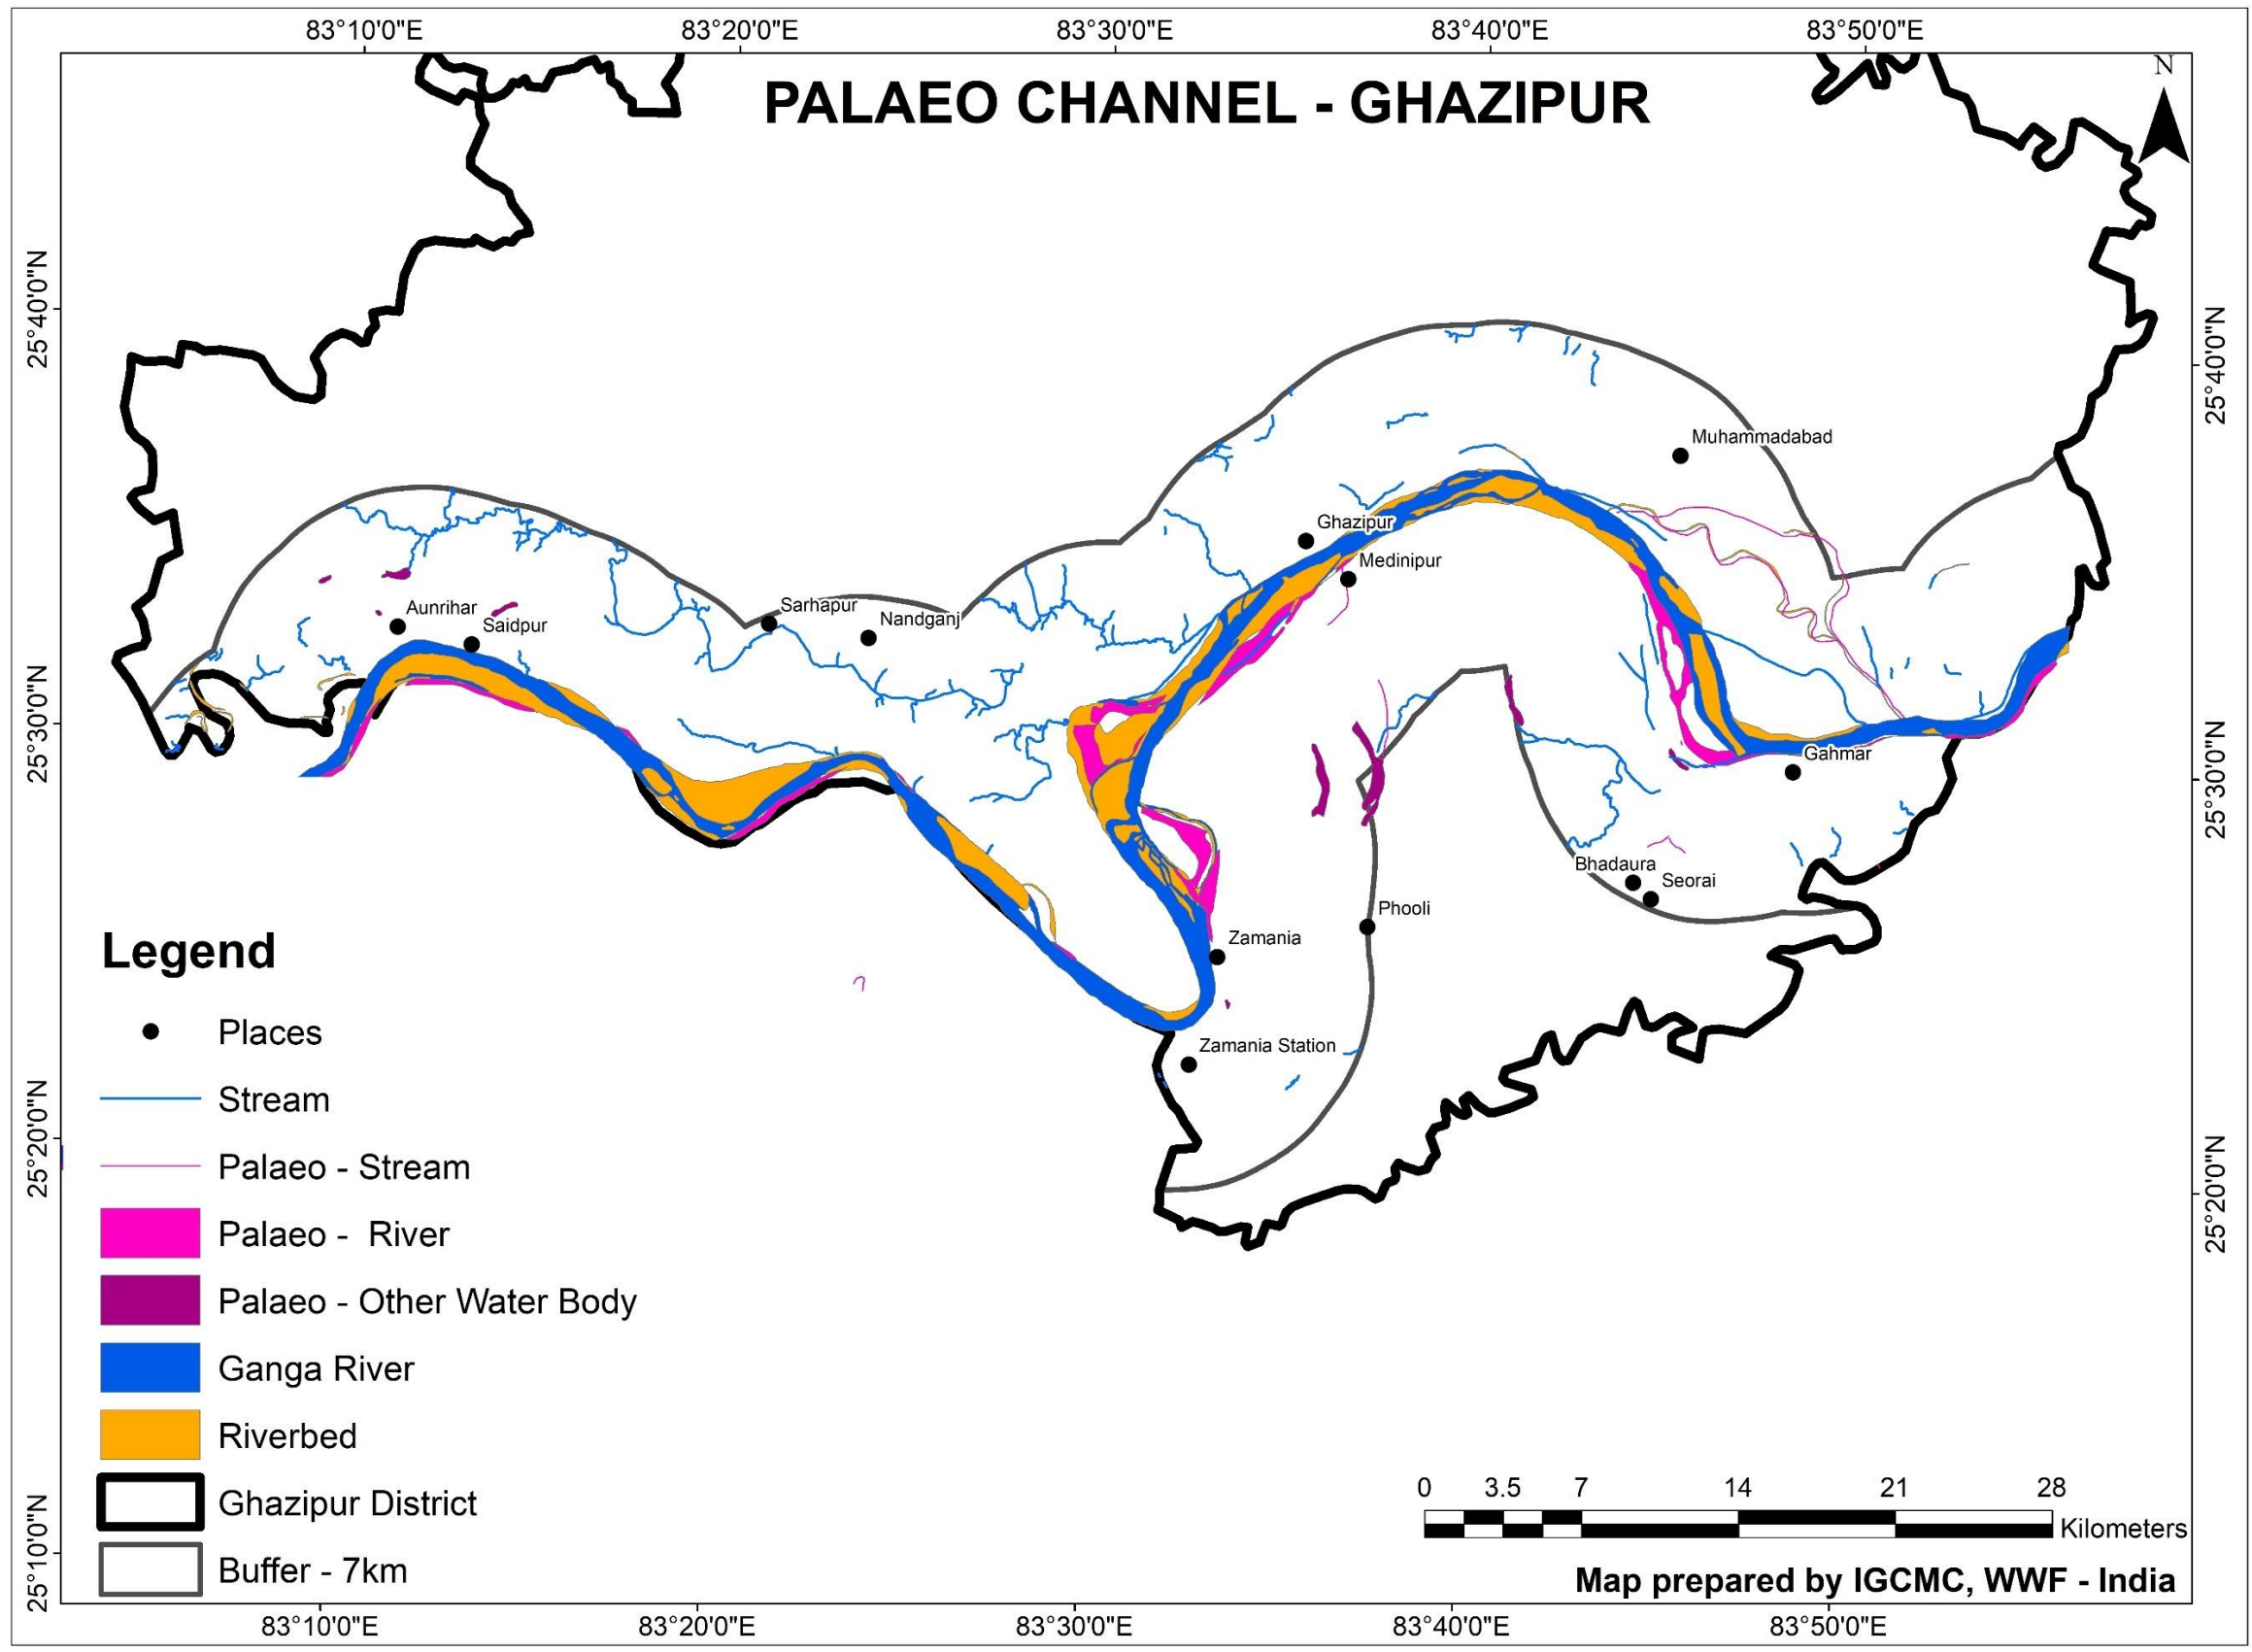 83°10'0"E 83°20'0"E 83°30'0"E 83°40'0"E 83°50'0"E
N
PALAEO CHANNEL - GHAZIPUR
25°40'0"N
25°40'0"N
Muhammadabad
Ghazipur
Medinipur
Aunrihar
Saidpur
Sarhapur
Nandganj
25°30'0"N
25°30'0"N
Gahmar
Bhadaura
Seorai
Phooli
Zamania
Zamania Station
25°20'0"N
25°20'0"N
25°10'0"N
Legend
Places
Stream
Palaeo - Stream
Palaeo - River
Palaeo - Other Water Body
Ganga River
Riverbed
Ghazipur District
Buffer - 7km
0 3.5 7 14 21 28
Kilometers
Map prepared by IGCMC, WWF - India
83°10'0"E 83°20'0"E 83°30'0"E 83°40'0"E 83°50'0"E